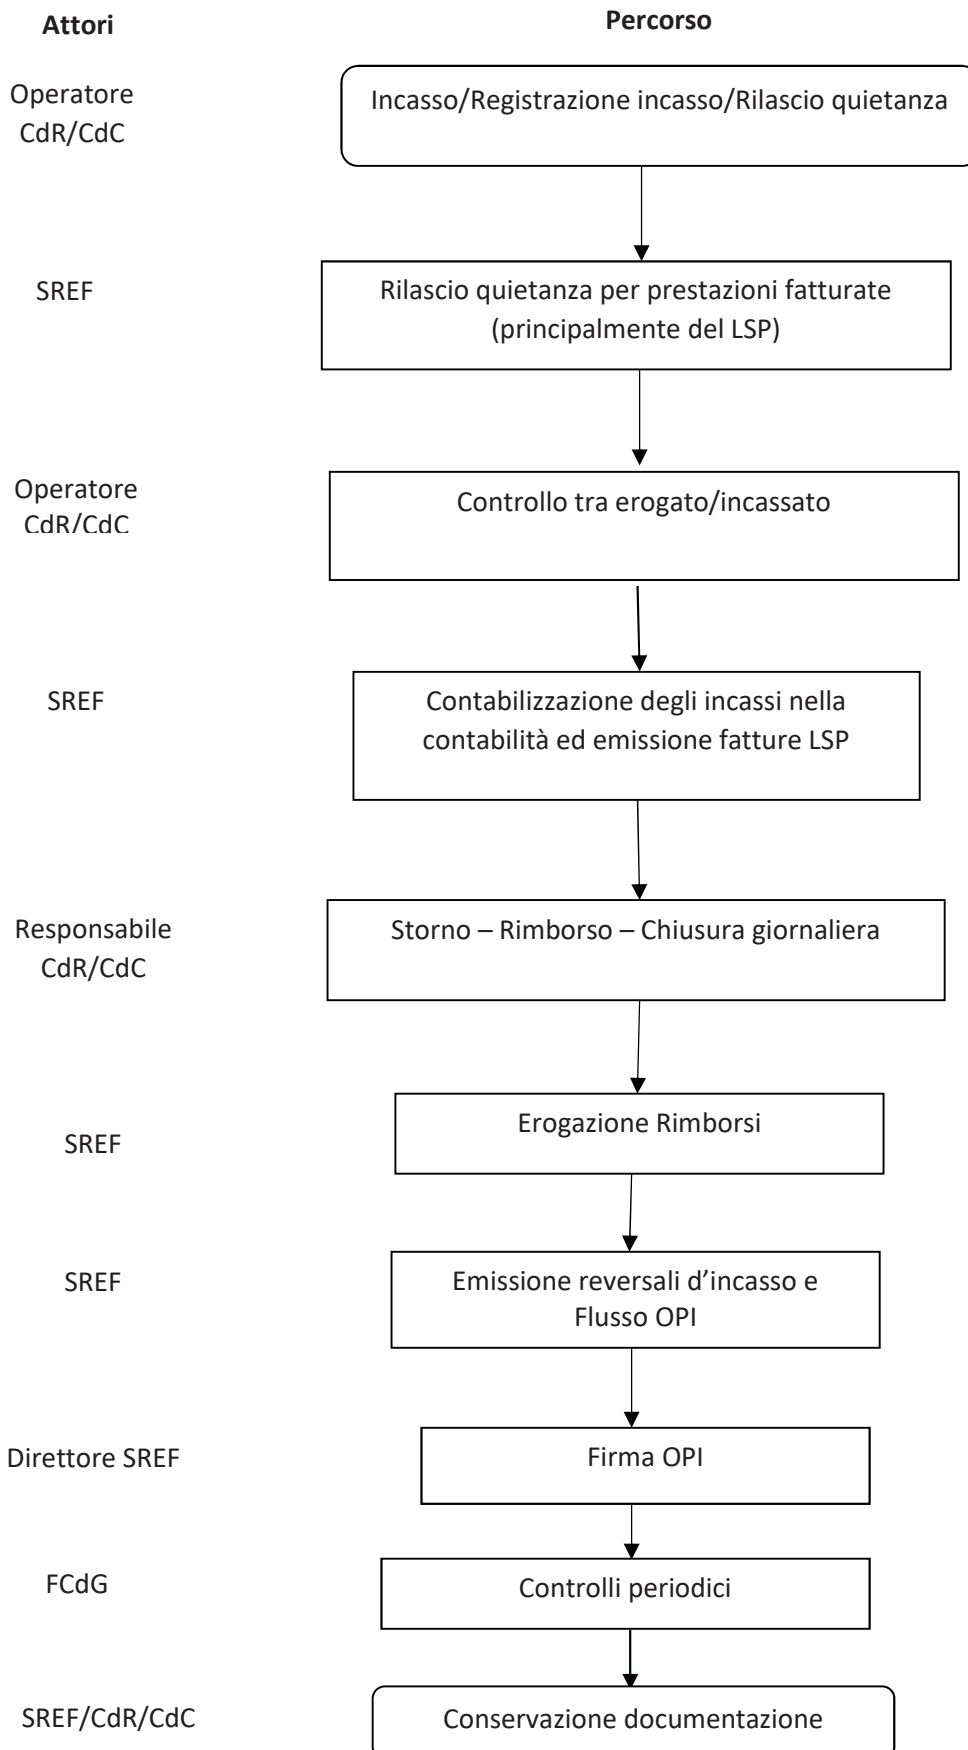 Attori
Percorso
Operatore
CdR/CdC
Incasso/Registrazione incasso/Rilascio quietanza
SREF
Rilascio quietanza per prestazioni fatturate
(principalmente del LSP)
Operatore
CdR/CdC
Controllo tra erogato/incassato
SREF
Contabilizzazione degli incassi nella
contabilità ed emissione fatture LSP
Responsabile
CdR/CdC
Storno – Rimborso – Chiusura giornaliera
SREF
Erogazione Rimborsi
SREF
Emissione reversali d’incasso e
Flusso OPI
Direttore SREF
Firma OPI
FCdG
Controlli periodici
SREF/CdR/CdC
Conservazione documentazione